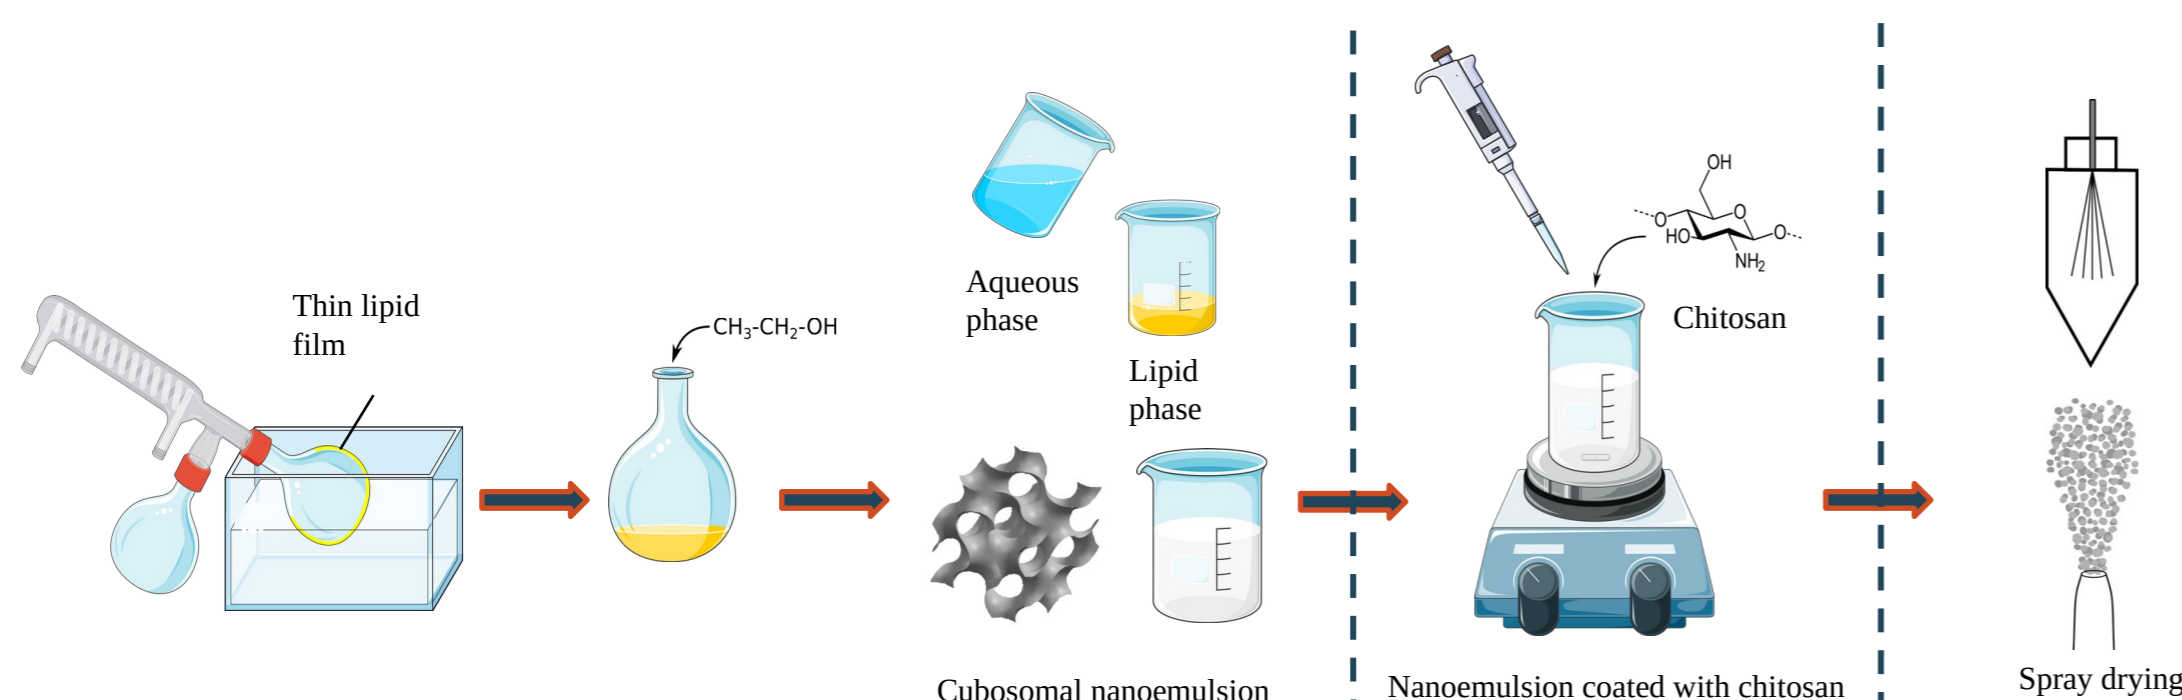 Thin lipid
film
CH₃-CH₂-OH
Aqueous
phase
Lipid
phase
Cubosomal nanoemulsion
OH
O
O
HO
O
NH₂
Chitosan
Nanoemulsion coated with chitosan
Spray drying